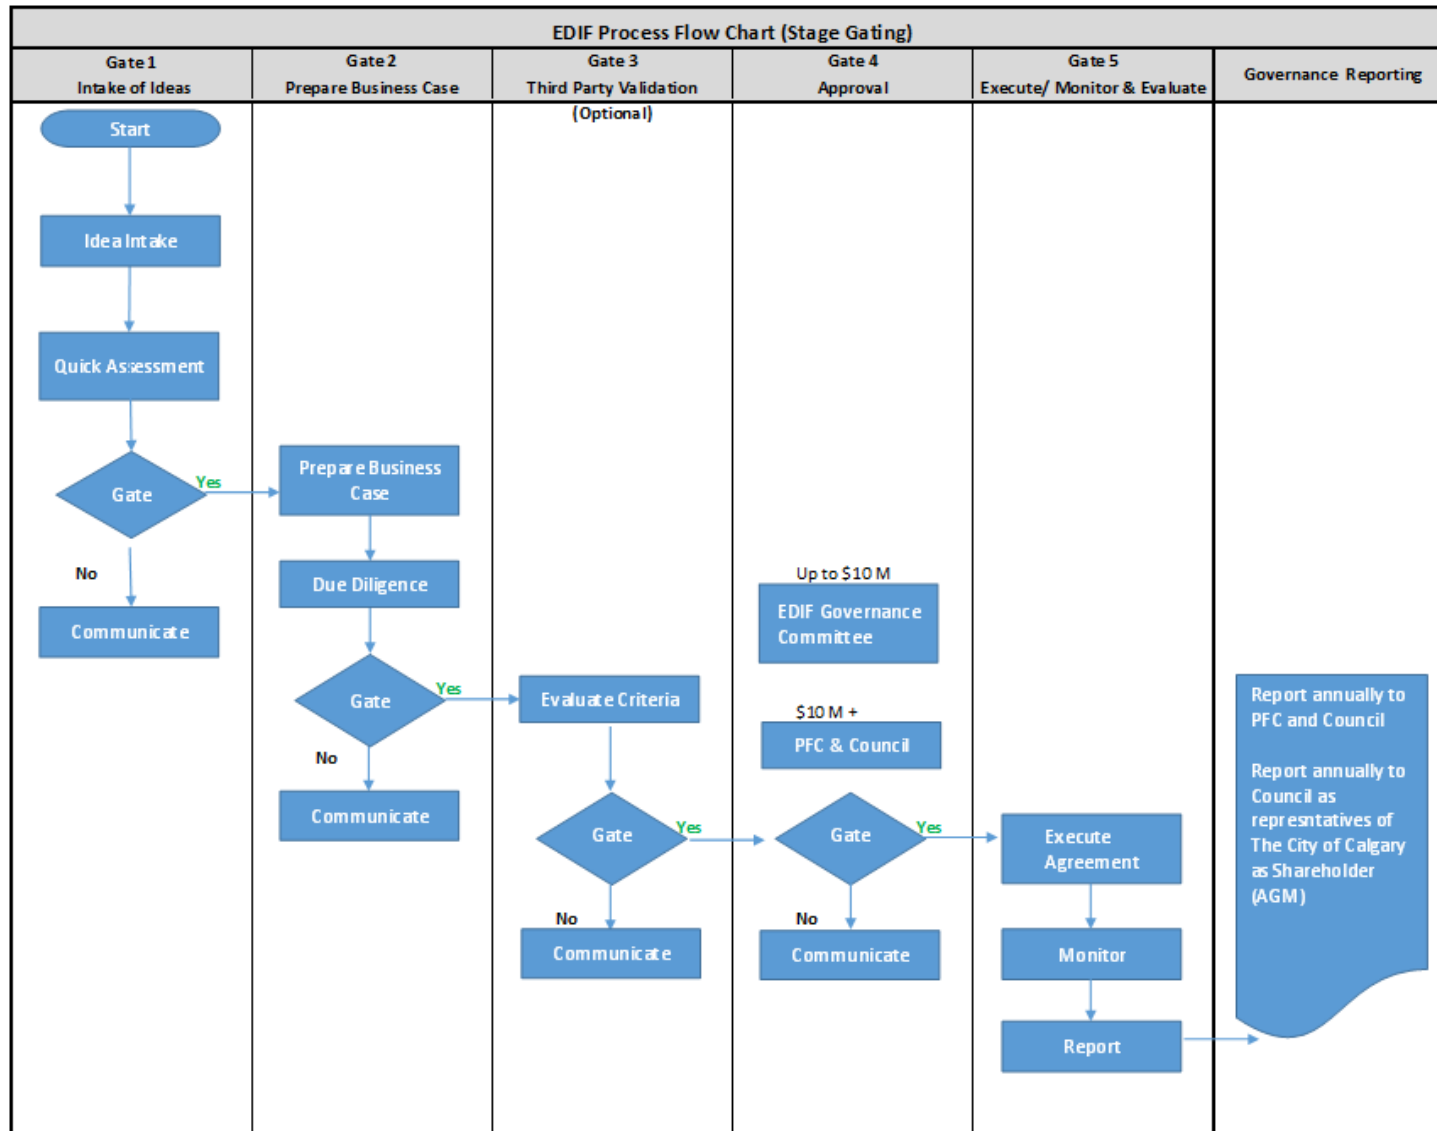 EDIF Process Flow Chart (Stage Gating)
Gate 1
Intake of Ideas
Gate 2
Prepare Business Case
Gate 3
Third Party Validation
(Optional)
Gate 4
Approval
Gate 5
Execute/ Monitor & Evaluate
Governance Reporting
Start
Idea Intake
Quick Assessment
Gate
Yes
No
Communicate
Prepare Business
Case
Due Diligence
Gate
Yes
No
Communicate
Evaluate Criteria
Gate
Yes
No
Communicate
Up to $10 M
EDIF Governance
Committee
$10 M +
PFC & Council
Gate
Yes
No
Communicate
Execute
Agreement
Monitor
Report
Report annually to
PFC and Council
Report annually to
Council as
represntatives of
The City of Calgary
as Shareholder
(AGM)